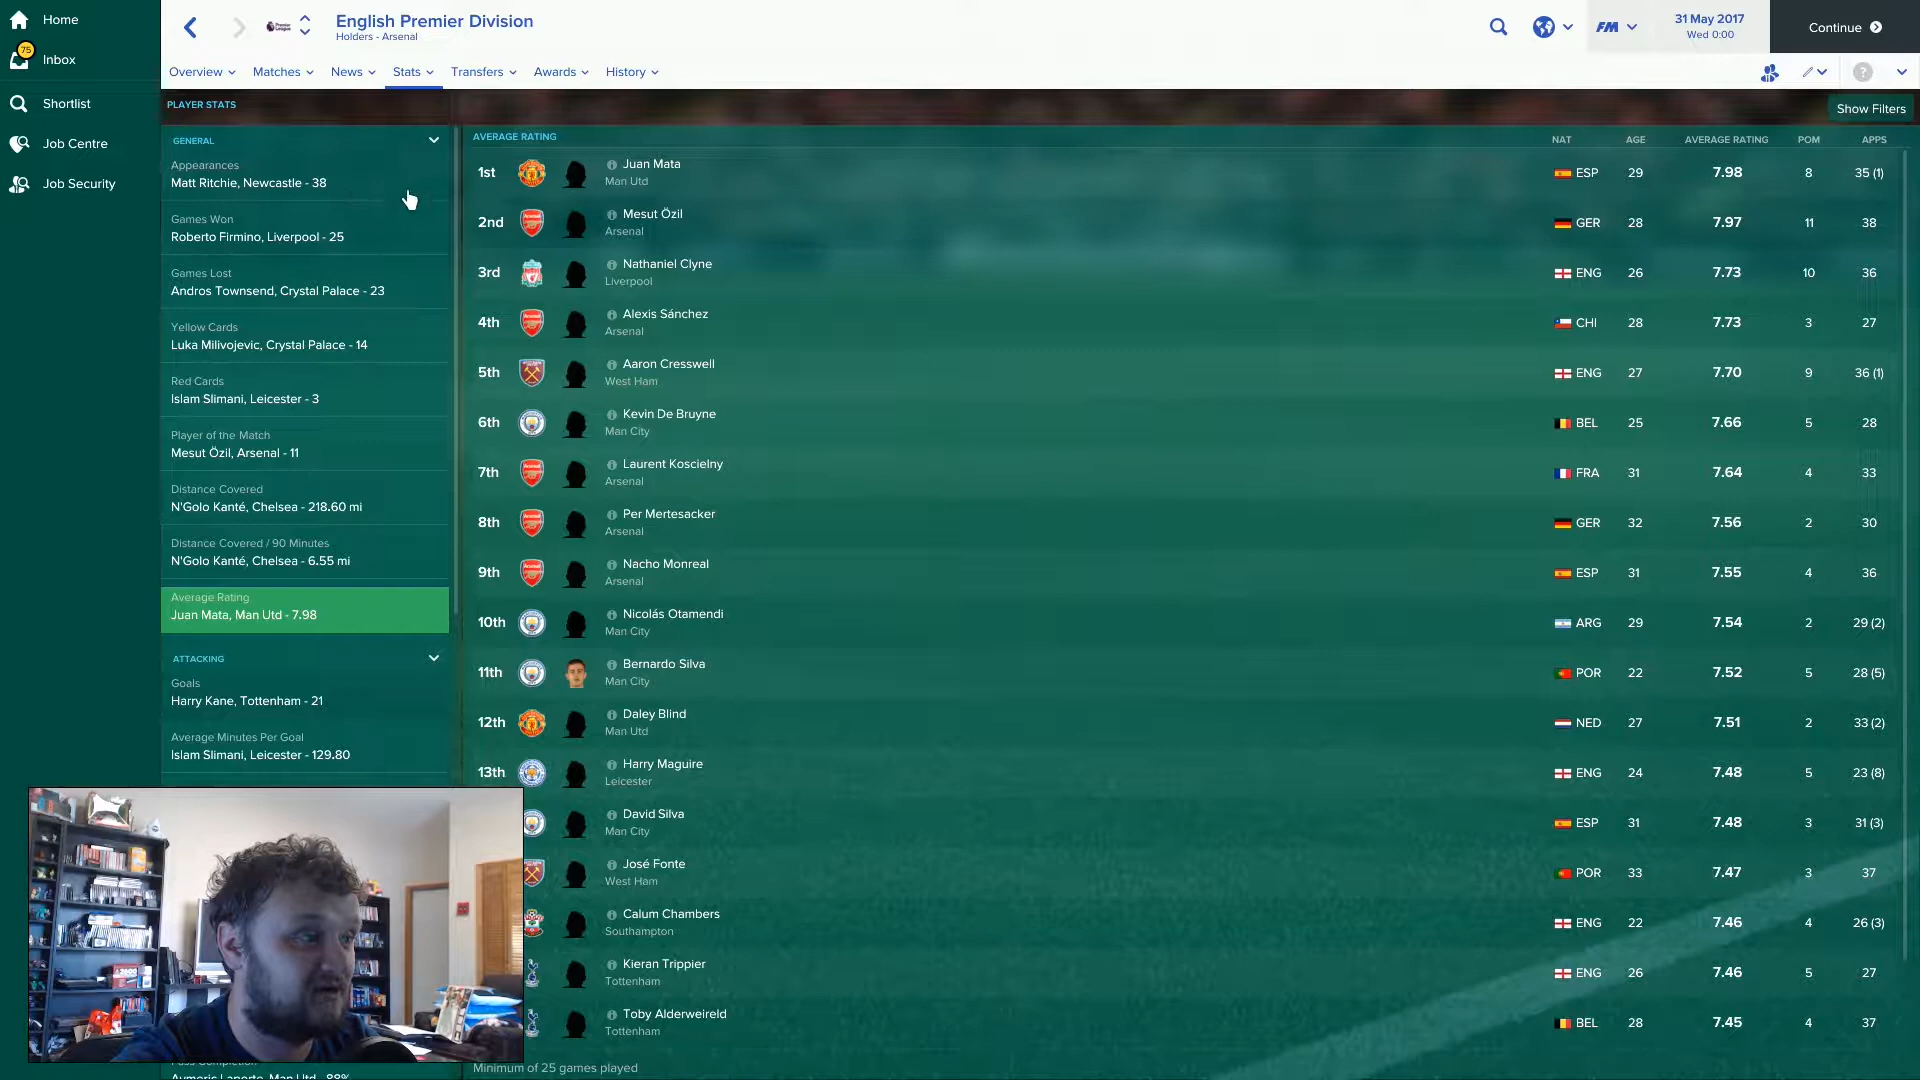 Home
75
Inbox
Shortlist
Job Centre
Job Security
English Premier Division
Holders - Arsenal
FM
31 May 2017
Wed 0:00
Continue
Overview
Matches
News
Stats
Transfers
Awards
History
PLAYER STATS
Show Filters
GENERAL
Appearances
Matt Ritchie, Newcastle - 38
Games Won
Roberto Firmino, Liverpool - 25
Games Lost
Andros Townsend, Crystal Palace - 23
Yellow Cards
Luka Milivojevic, Crystal Palace - 14
Red Cards
Islam Slimani, Leicester - 3
Player of the Match
Mesut Özil, Arsenal - 11
Distance Covered
N'Golo Kanté, Chelsea - 218.60 mi
Distance Covered / 90 Minutes
N'Golo Kanté, Chelsea - 6.55 mi
Average Rating
Juan Mata, Man Utd - 7.98
ATTACKING
Goals
Harry Kane, Tottenham - 21
Average Minutes Per Goal
Islam Slimani, Leicester - 129.80
Pass Completion
Aymeric Laporte, Man Utd - 88%
AVERAGE RATING NAT AGE AVERAGE RATING POM APPS
1st Juan Mata Man Utd ESP 29 7.98 8 35 (1)
2nd Mesut Özil Arsenal GER 28 7.97 11 38
3rd Nathaniel Clyne Liverpool ENG 26 7.73 10 36
4th Alexis Sánchez Arsenal CHI 28 7.73 3 27
5th Aaron Cresswell West Ham ENG 27 7.70 9 36 (1)
6th Kevin De Bruyne Man City BEL 25 7.66 5 28
7th Laurent Koscielny Arsenal FRA 31 7.64 4 33
8th Per Mertesacker Arsenal GER 32 7.56 2 30
9th Nacho Monreal Arsenal ESP 31 7.55 4 36
10th Nicolás Otamendi Man City ARG 29 7.54 2 29 (2)
11th Bernardo Silva Man City POR 22 7.52 5 28 (5)
12th Daley Blind Man Utd NED 27 7.51 2 33 (2)
13th Harry Maguire Leicester ENG 24 7.48 5 23 (8)
David Silva Man City ESP 31 7.48 3 31 (3)
José Fonte West Ham POR 33 7.47 3 37
Calum Chambers Southampton ENG 22 7.46 4 26 (3)
Kieran Trippier Tottenham ENG 26 7.46 5 27
Toby Alderweireld Tottenham BEL 28 7.45 4 37
Minimum of 25 games played